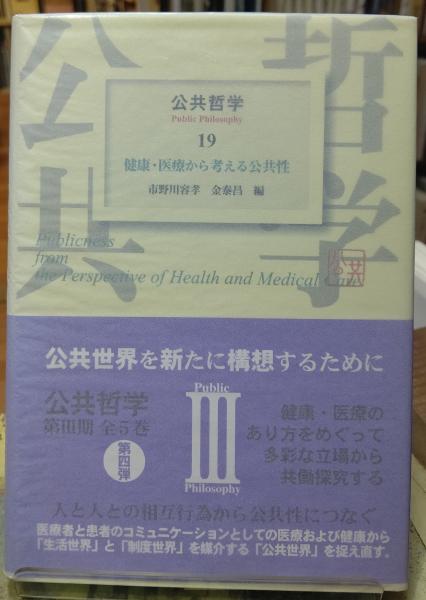 公共
哲学
公共哲学
Public Philosophy
19
健康・医療から考える公共性
市野川容孝 金泰昌 編
Publicness
from
the Perspective of Health and Medical Care
公共世界を新たに構想するために
公共哲学
第Ⅲ期 全5巻
第四弾
Public
III
Philosophy
健康・医療の
あり方をめぐって
多彩な立場から
共働探究する
人と人との相互行為から公共性につなぐ
医療者と患者のコミュニケーションとしての医療および健康から
「生活世界」と「制度世界」を媒介する「公共世界」を捉え直す。